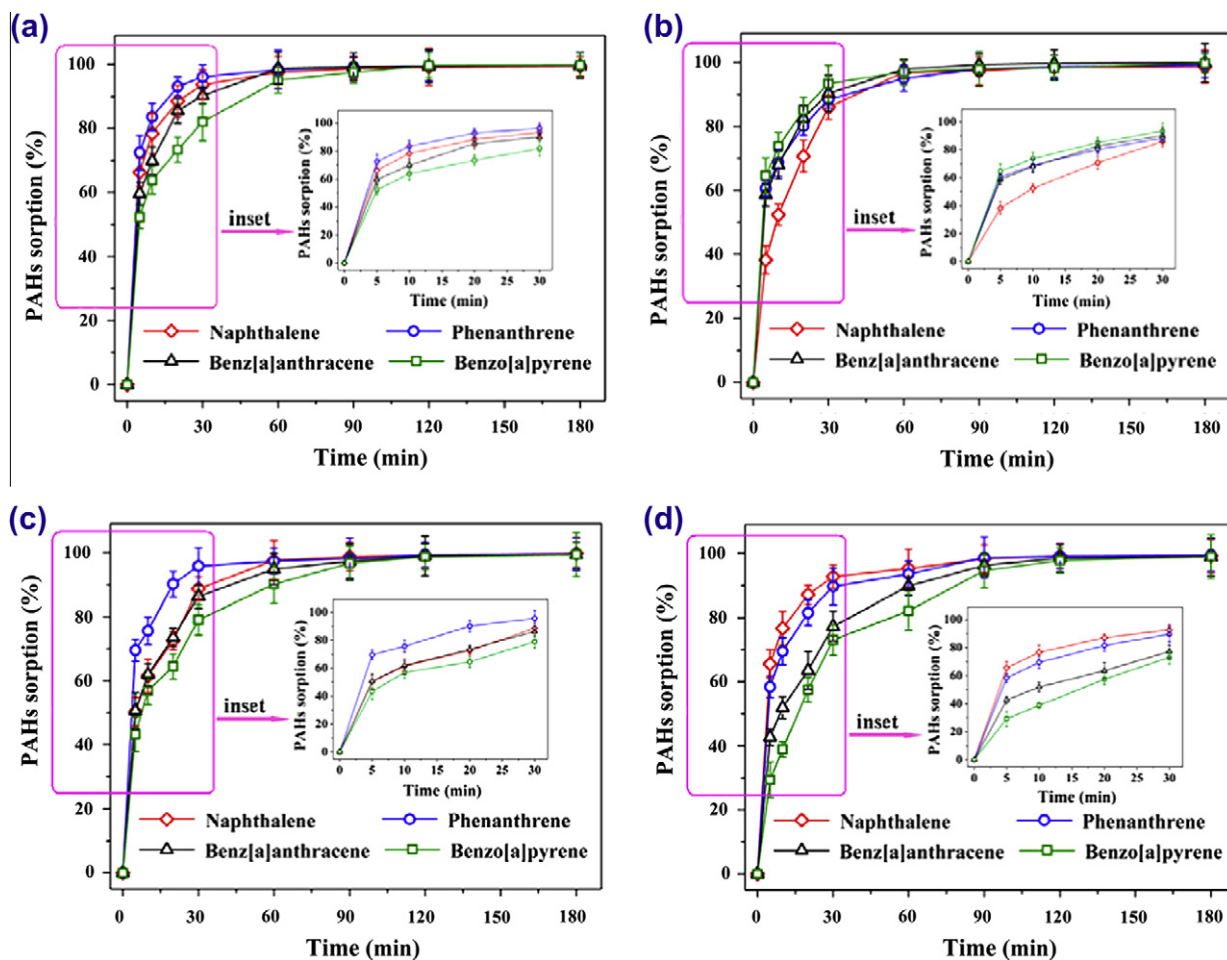 (a)
PAHs sorption (%)
100
80
60
40
20
0
0 30 60 90 120 150 180
Time (min)
inset
PAHs sorption (%)
100
80
60
40
20
0
0 5 10 15 20 25 30
Time (min)
Naphthalene Phenanthrene
Benz[a]anthracene Benzo[a]pyrene
(b)
PAHs sorption (%)
100
80
60
40
20
0
0 30 60 90 120 150 180
Time (min)
inset
PAHs sorption (%)
100
80
60
40
20
0
0 5 10 15 20 25 30
Time (min)
Naphthalene Phenanthrene
Benz[a]anthracene Benzo[a]pyrene
(c)
PAHs sorption (%)
100
80
60
40
20
0
0 30 60 90 120 150 180
Time (min)
inset
PAHs sorption (%)
100
80
60
40
20
0
0 5 10 15 20 25 30
Time (min)
Naphthalene Phenanthrene
Benz[a]anthracene Benzo[a]pyrene
(d)
PAHs sorption (%)
100
80
60
40
20
0
0 30 60 90 120 150 180
Time (min)
inset
PAHs sorption (%)
100
80
60
40
20
0
0 5 10 15 20 25 30
Time (min)
Naphthalene Phenanthrene
Benz[a]anthracene Benzo[a]pyrene